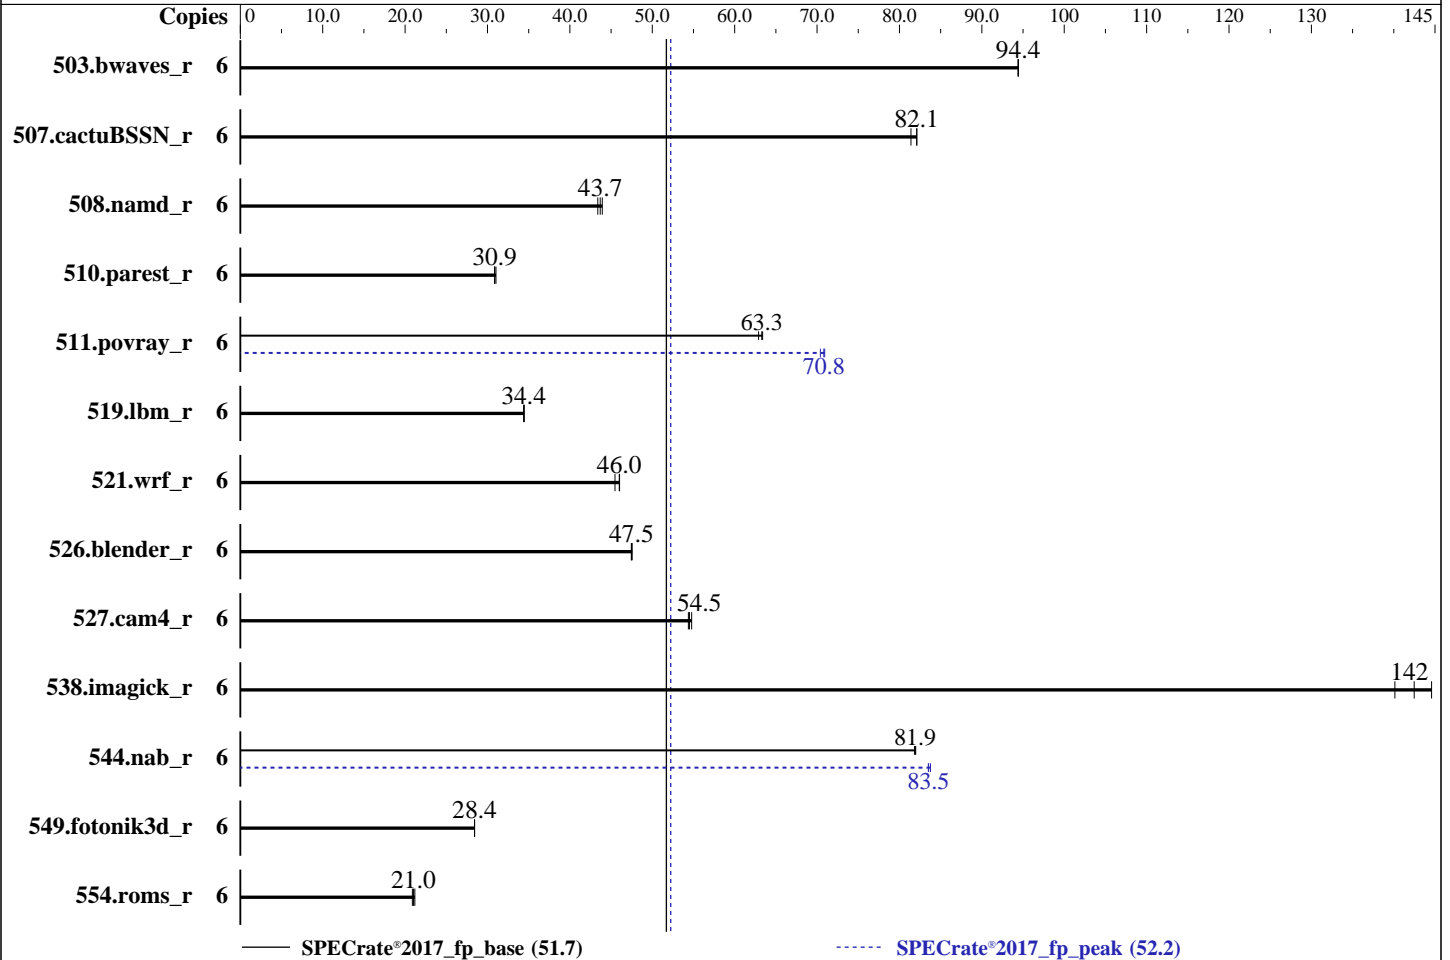 Copies 0 10.0 20.0 30.0 40.0 50.0 60.0 70.0 80.0 90.0 100 110 120 130 145
503.bwaves_r 6 94.4
507.cactuBSSN_r 6 82.1
508.namd_r 6 43.7
510.parest_r 6 30.9
511.povray_r 6 63.3
70.8
519.lbm_r 6 34.4
521.wrf_r 6 46.0
526.blender_r 6 47.5
527.cam4_r 6 54.5
538.imagick_r 6 142
544.nab_r 6 81.9
83.5
549.fotonik3d_r 6 28.4
554.roms_r 6 21.0
SPECrate®2017_fp_base (51.7) SPECrate®2017_fp_peak (52.2)